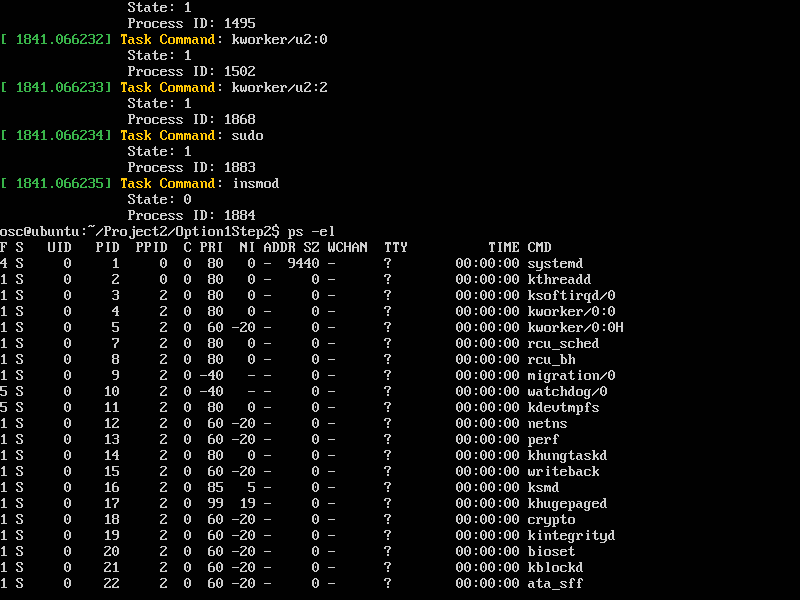 State: 1
Process ID: 1495
[ 1841.066232] Task Command: kworker/u2:0
State: 1
Process ID: 1502
[ 1841.066233] Task Command: kworker/u2:2
State: 1
Process ID: 1868
[ 1841.066234] Task Command: sudo
State: 1
Process ID: 1883
[ 1841.066235] Task Command: insmod
State: 0
Process ID: 1884
osc@ubuntu:~/Project2/Option1Step2$ ps -el
F S   UID   PID  PPID  C PRI  NI ADDR SZ WCHAN  TTY          TIME CMD
4 S     0     1     0  0  80   0 -  9440 -      ?        00:00:00 systemd
1 S     0     2     0  0  80   0 -     0 -      ?        00:00:00 kthreadd
1 S     0     3     2  0  80   0 -     0 -      ?        00:00:00 ksoftirqd/0
1 S     0     4     2  0  80   0 -     0 -      ?        00:00:00 kworker/0:0
1 S     0     5     2  0  60 -20 -     0 -      ?        00:00:00 kworker/0:0H
1 S     0     7     2  0  80   0 -     0 -      ?        00:00:00 rcu_sched
1 S     0     8     2  0  80   0 -     0 -      ?        00:00:00 rcu_bh
1 S     0     9     2  0 -40   - -     0 -      ?        00:00:00 migration/0
5 S     0    10     2  0 -40   - -     0 -      ?        00:00:00 watchdog/0
5 S     0    11     2  0  80   0 -     0 -      ?        00:00:00 kdevtmpfs
1 S     0    12     2  0  60 -20 -     0 -      ?        00:00:00 netns
1 S     0    13     2  0  60 -20 -     0 -      ?        00:00:00 perf
1 S     0    14     2  0  80   0 -     0 -      ?        00:00:00 khungtaskd
1 S     0    15     2  0  60 -20 -     0 -      ?        00:00:00 writeback
1 S     0    16     2  0  85   5 -     0 -      ?        00:00:00 ksmd
1 S     0    17     2  0  99  19 -     0 -      ?        00:00:00 khugepaged
1 S     0    18     2  0  60 -20 -     0 -      ?        00:00:00 crypto
1 S     0    19     2  0  60 -20 -     0 -      ?        00:00:00 kintegrityd
1 S     0    20     2  0  60 -20 -     0 -      ?        00:00:00 bioset
1 S     0    21     2  0  60 -20 -     0 -      ?        00:00:00 kblockd
1 S     0    22     2  0  60 -20 -     0 -      ?        00:00:00 ata_sff